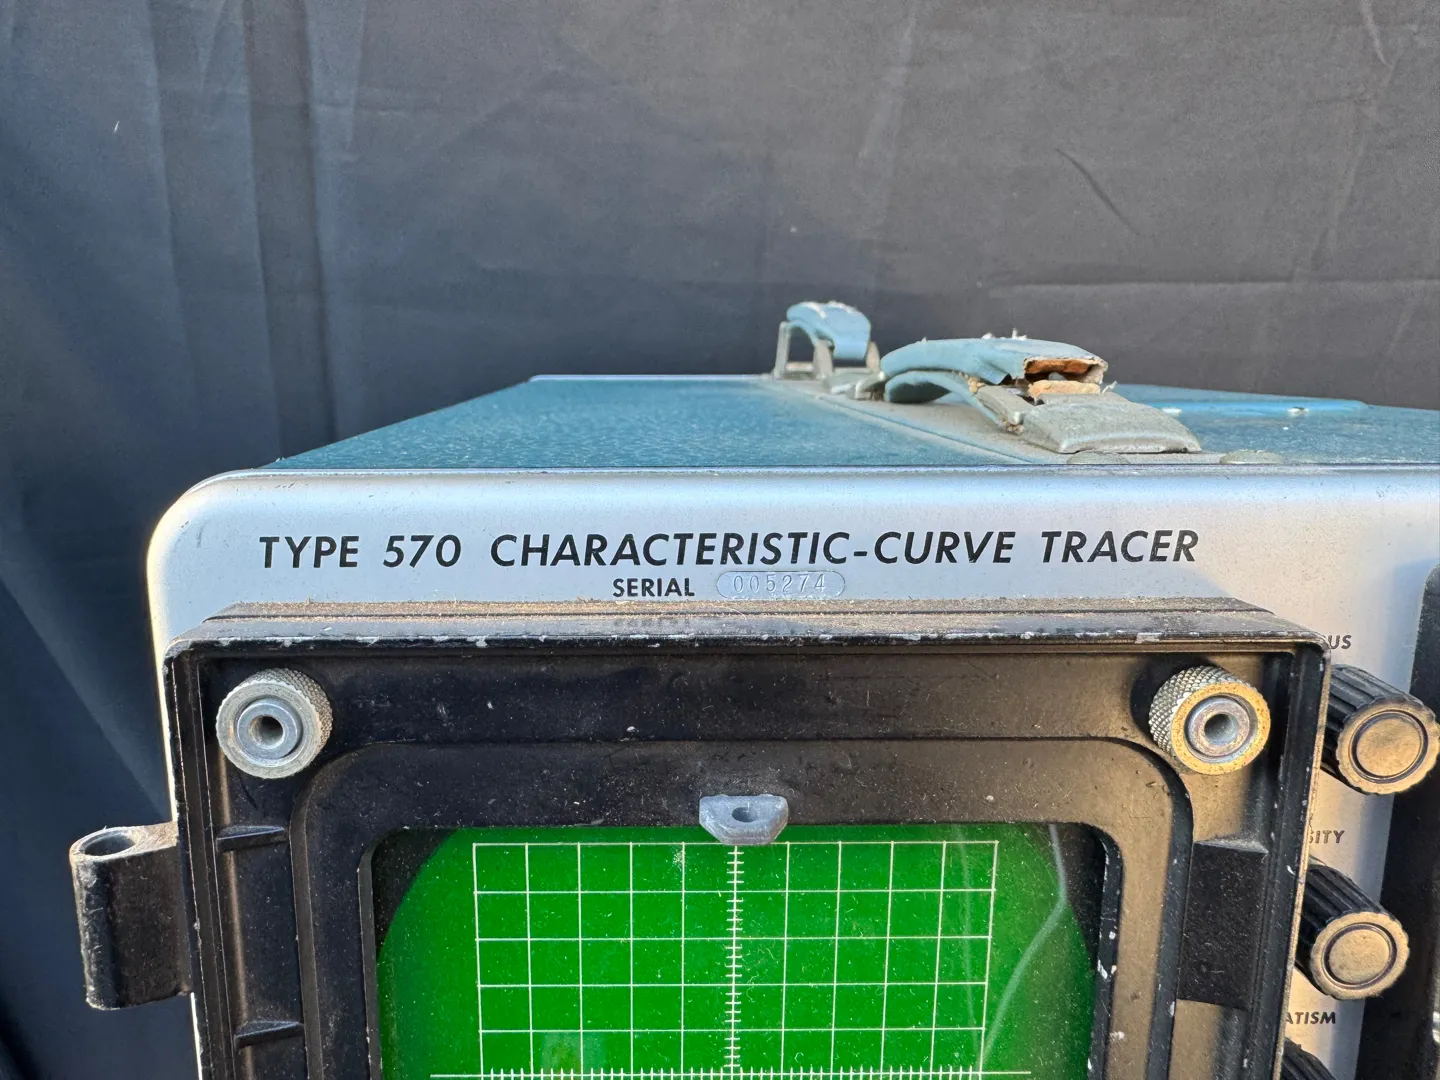 TYPE 570 CHARACTERISTIC-CURVE TRACER
SERIAL 005274